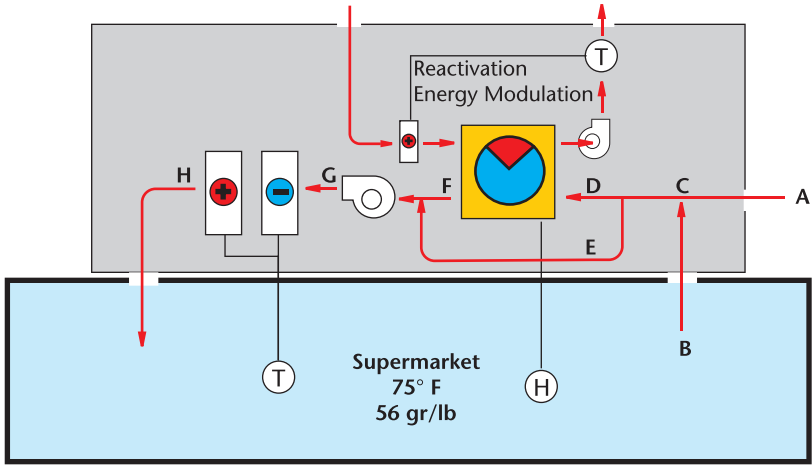 T
Reactivation
Energy Modulation
H
G
F
D
C
A
E
B
T
Supermarket
75° F
56 gr/lb
H